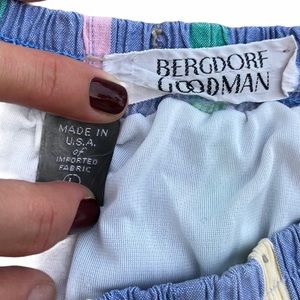 BERGDORF
GOODMAN
MADE IN
U.S.A.
of
IMPORTED
FABRIC
L